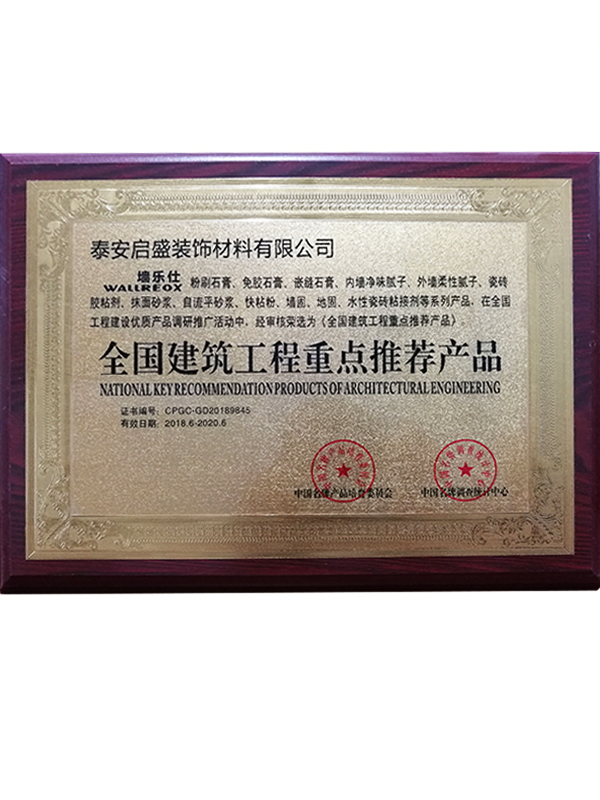 泰安启盛装饰材料有限公司
墙乐仕
WALLREOX 粉刷石膏、免胶石膏、嵌缝石膏、内墙净味腻子、外墙柔性腻子、瓷砖
胶粘剂、抹面砂浆、自流平砂浆、快粘粉、墙固、地固、水性瓷砖粘接剂等系列产品,在全国
工程建设优质产品调研推广活动中,经审核荣选为《全国建筑工程重点推荐产品》。
全国建筑工程重点推荐产品
NATIONAL KEY RECOMMENDATION PRODUCTS OF ARCHITECTURAL ENGINEERING
证书编号:CPGC-GD20189845
有效日期:2018.6-2020.6
中国名牌产品培育委员会 中国名牌调查统计中心